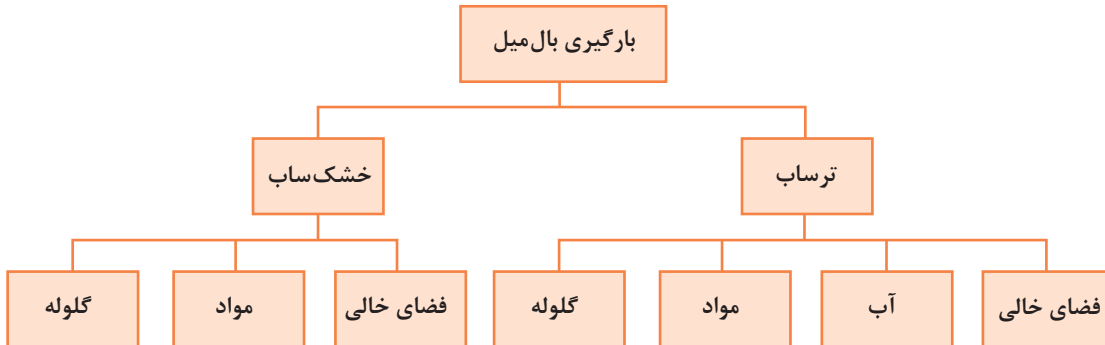 بارگیری بال‌میل
ترساب
خشک‌ساب
فضای خالی
آب
مواد
گلوله
فضای خالی
مواد
گلوله